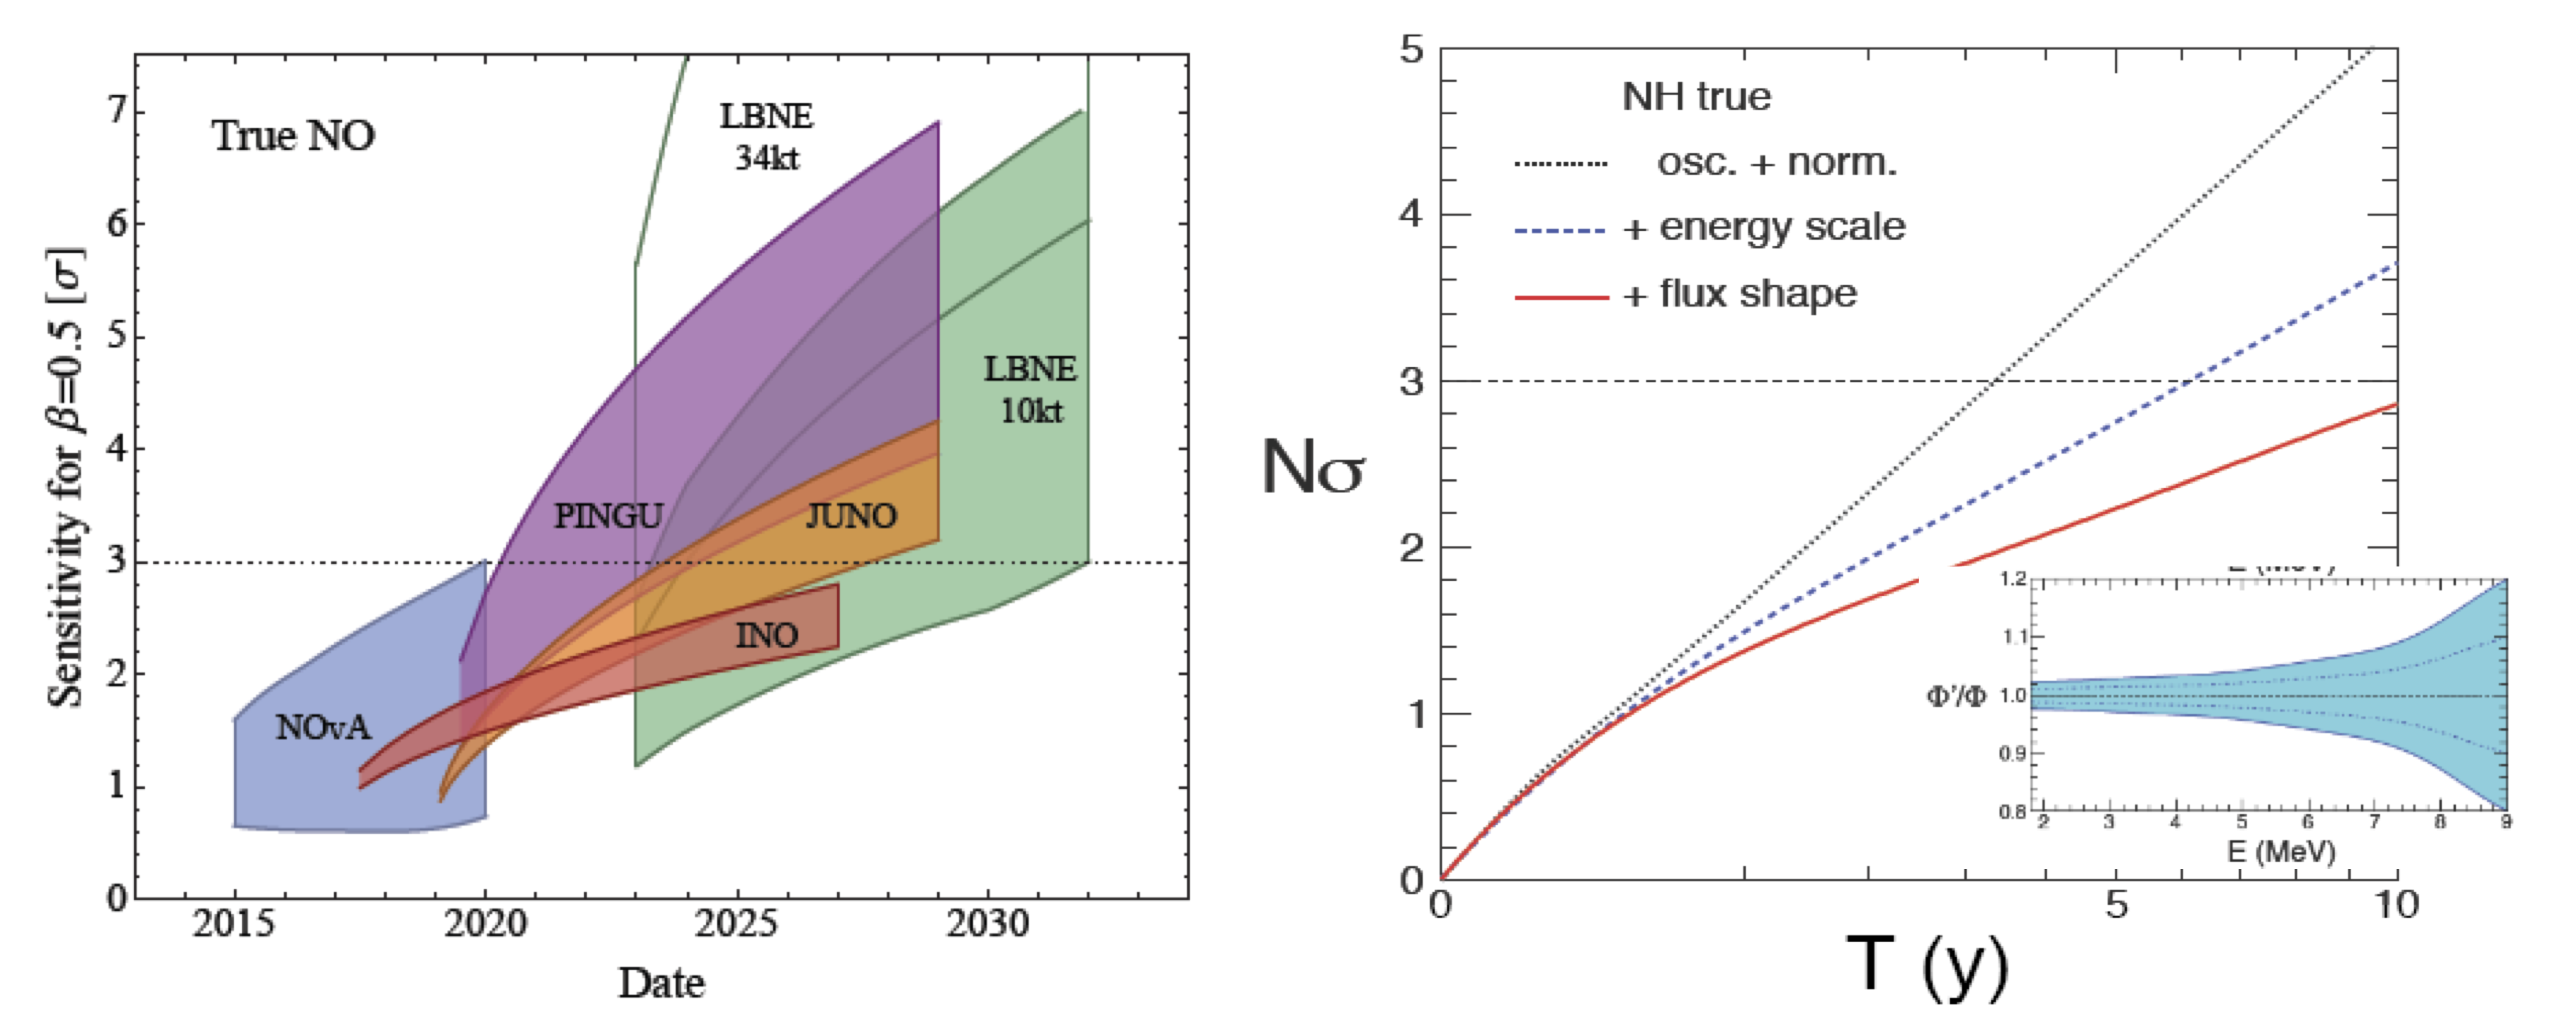 True NO
LBNE
34kt
LBNE
10kt
PINGU
JUNO
INO
NOνA
Sensitivity for β=0.5 [σ]
7
6
5
4
3
2
1
0
2015
2020
2025
2030
Date
NH true
osc. + norm.
+ energy scale
+ flux shape
Nσ
5
4
3
2
1
0
0
5
10
T (y)
E (MeV)
1.2
1.1
1.0
0.9
0.8
Φ'/Φ
2
3
4
5
6
7
8
9
E (MeV)